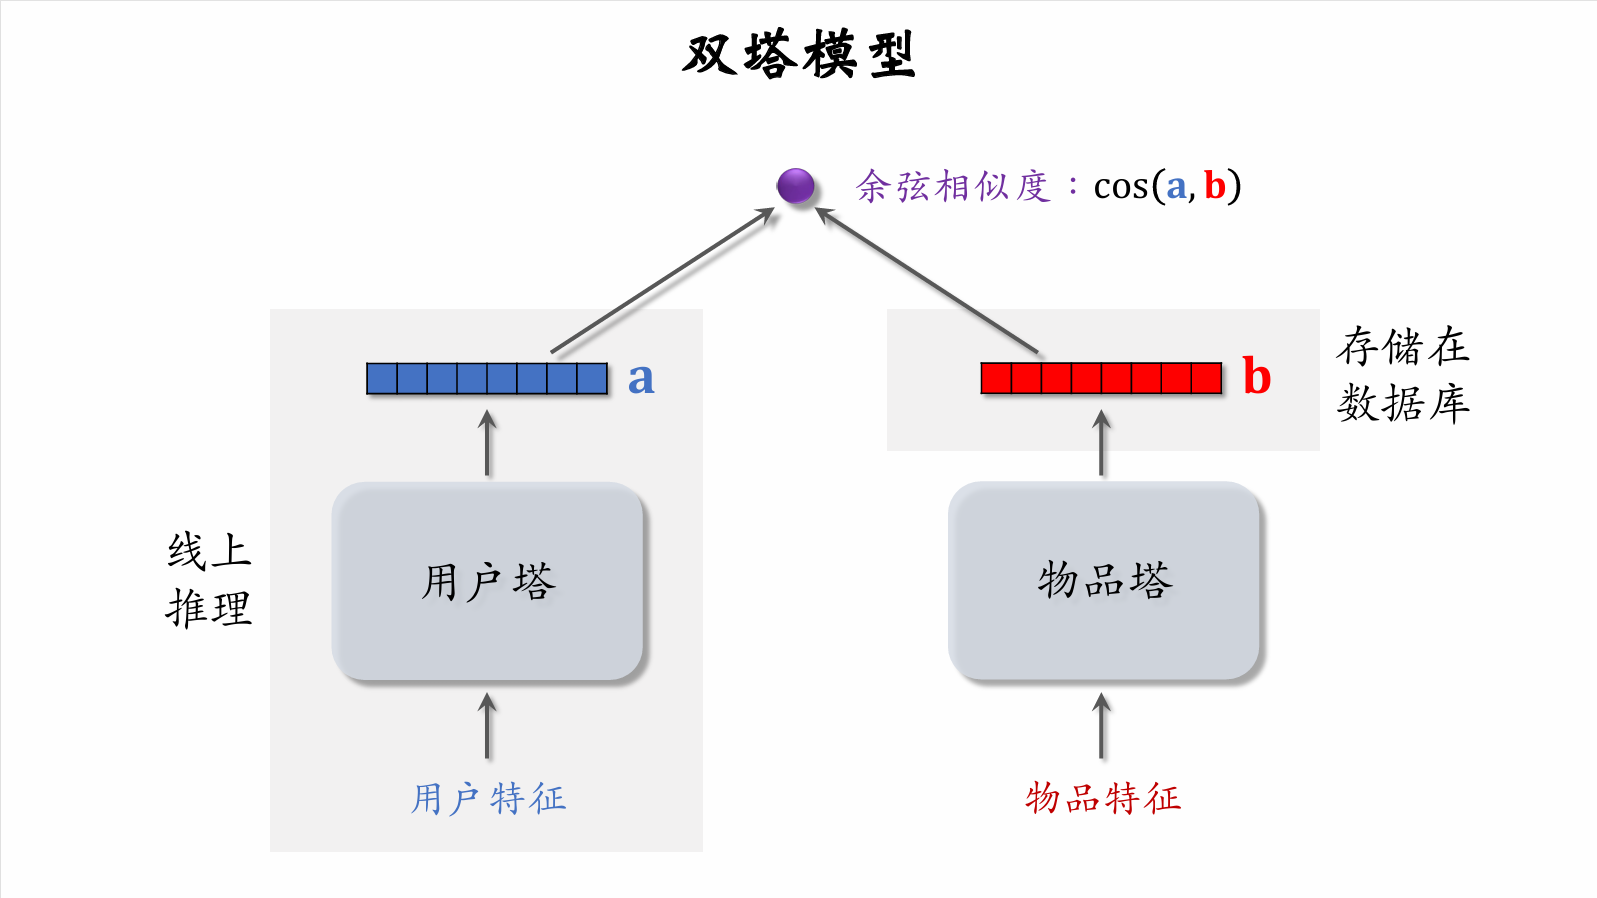 双塔模型
余弦相似度：cos(a, b)
a
b
存储在
数据库
线上
推理
用户塔
物品塔
用户特征
物品特征